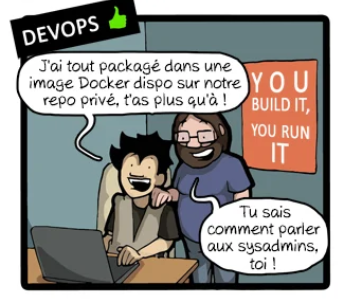 DEVOPS
J'ai tout packagé dans une
image Docker dispo sur notre
repo privé, t'as plus qu'à !
YOU
BUILD IT,
YOU RUN
IT
Tu sais
comment parler
aux sysadmins,
toi !